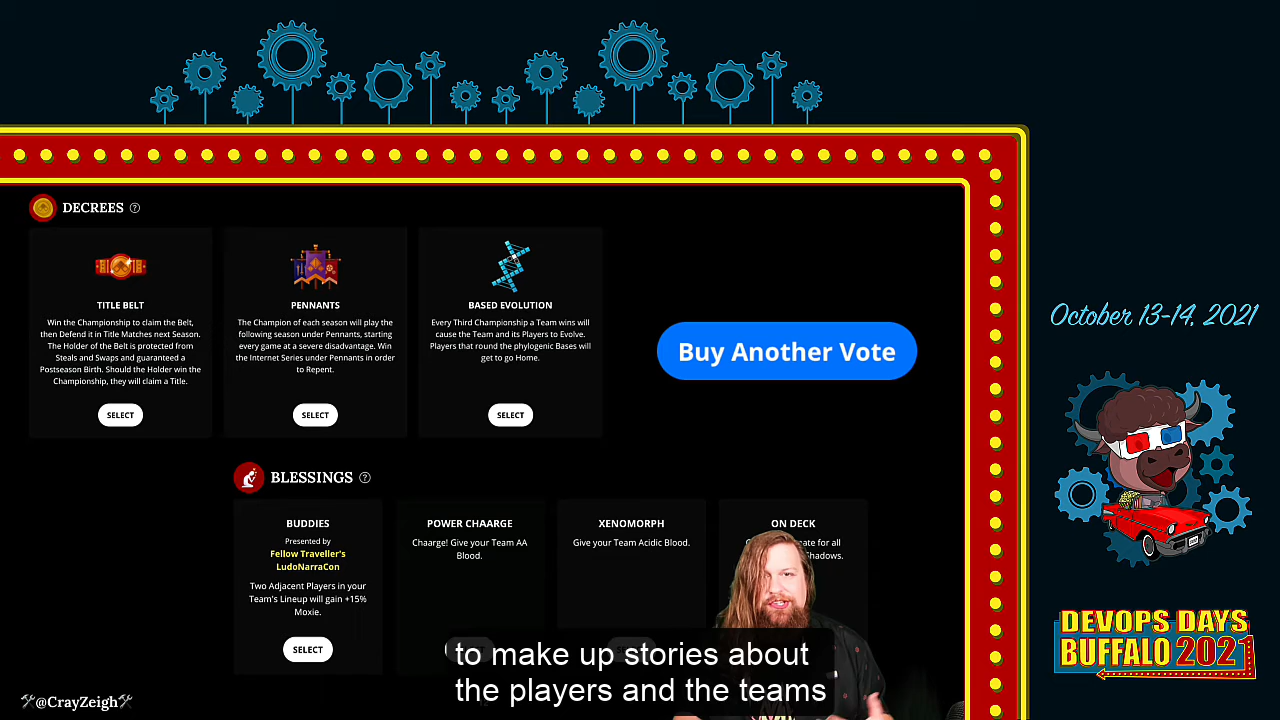 DECREES ?
TITLE BELT
Win the Championship to claim the Belt,
then Defend it in Title Matches next Season.
The Holder of the Belt is protected from
Steals and Swaps and guaranteed a
Postseason Birth. Should the Holder win the
Championship, they will claim a Title.
SELECT
PENNANTS
The Champion of each season will play the
following season under Pennants, starting
every game at a severe disadvantage. Win
the Internet Series under Pennants in order
to Repent.
SELECT
BASED EVOLUTION
Every Third Championship a Team wins will
cause the Team and its Players to Evolve.
Players that round the phylogenic Bases will
get to go Home.
SELECT
Buy Another Vote
BLESSINGS ?
BUDDIES
Presented by
Fellow Traveller's
LudoNarraCon
Two Adjacent Players in your
Team's Lineup will gain +15%
Moxie.
SELECT
POWER CHAARGE
Chaarge! Give your Team AA
Blood.
XENOMORPH
Give your Team Acidic Blood.
ON DECK
for all
Shadows.
to make up stories about
the players and the teams
@CrayZeigh
October 13-14, 2021
DEVOPS DAYS
BUFFALO 2021